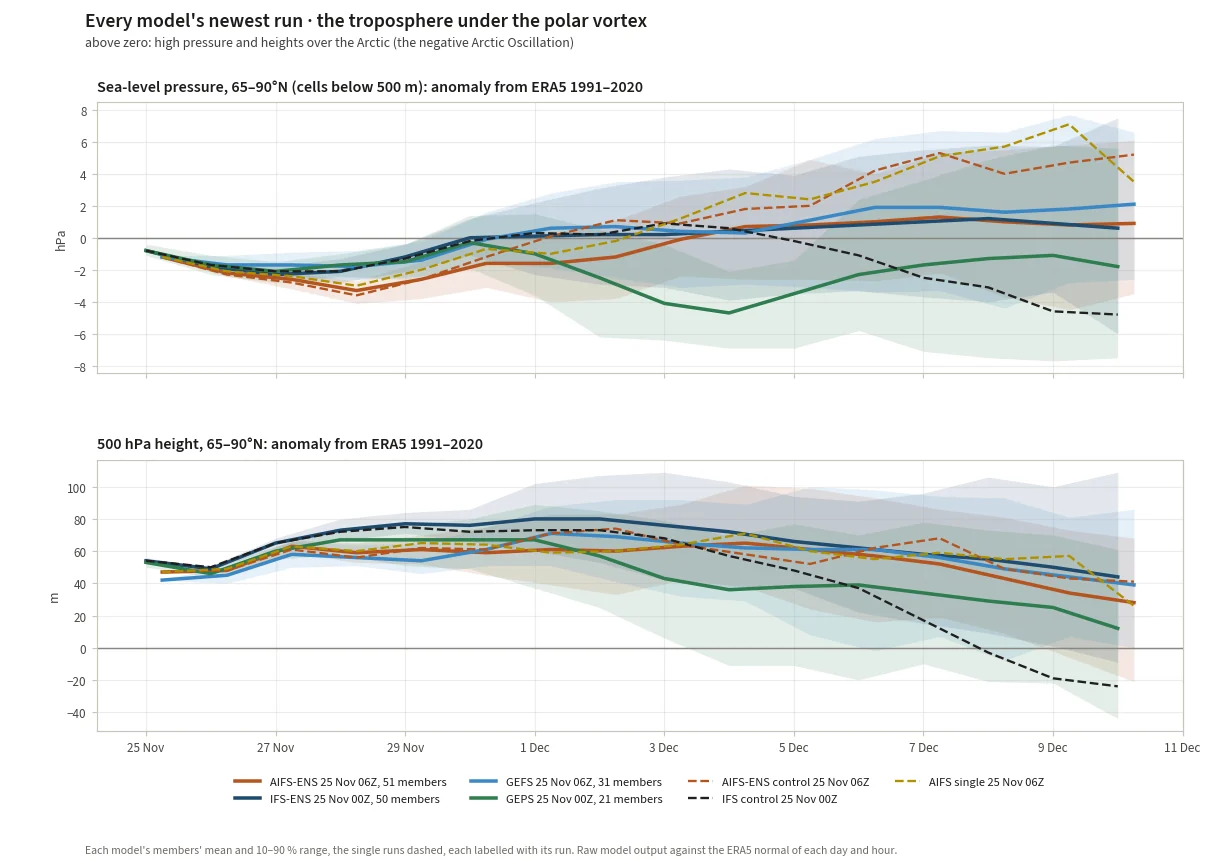 Every model's newest run · the troposphere under the polar vortex
above zero: high pressure and heights over the Arctic (the negative Arctic Oscillation)
Sea-level pressure, 65–90°N (cells below 500 m): anomaly from ERA5 1991–2020
8
6
4
2
0
−2
−4
−6
−8
hPa
500 hPa height, 65–90°N: anomaly from ERA5 1991–2020
100
80
60
40
20
0
−20
−40
m
25 Nov 27 Nov 29 Nov 1 Dec 3 Dec 5 Dec 7 Dec 9 Dec 11 Dec
AIFS-ENS 25 Nov 06Z, 51 members GEFS 25 Nov 06Z, 31 members AIFS-ENS control 25 Nov 06Z AIFS single 25 Nov 06Z
IFS-ENS 25 Nov 00Z, 50 members GEPS 25 Nov 00Z, 21 members IFS control 25 Nov 00Z
Each model's members' mean and 10–90 % range, the single runs dashed, each labelled with its run. Raw model output against the ERA5 normal of each day and hour.